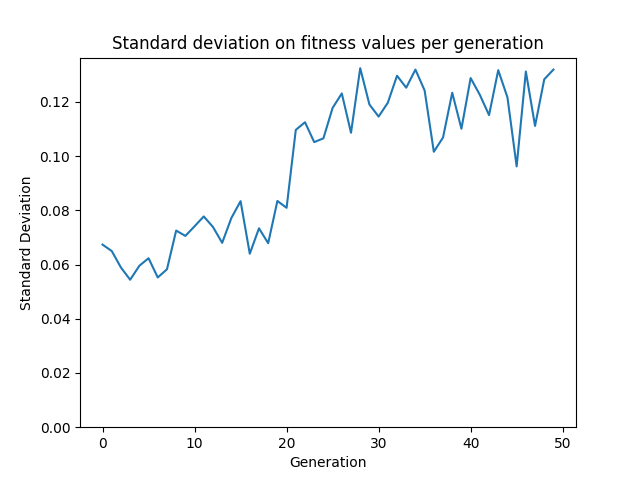 Standard deviation on fitness values per generation
Standard Deviation
0.12
0.10
0.08
0.06
0.04
0.02
0.00
0 10 20 30 40 50
Generation